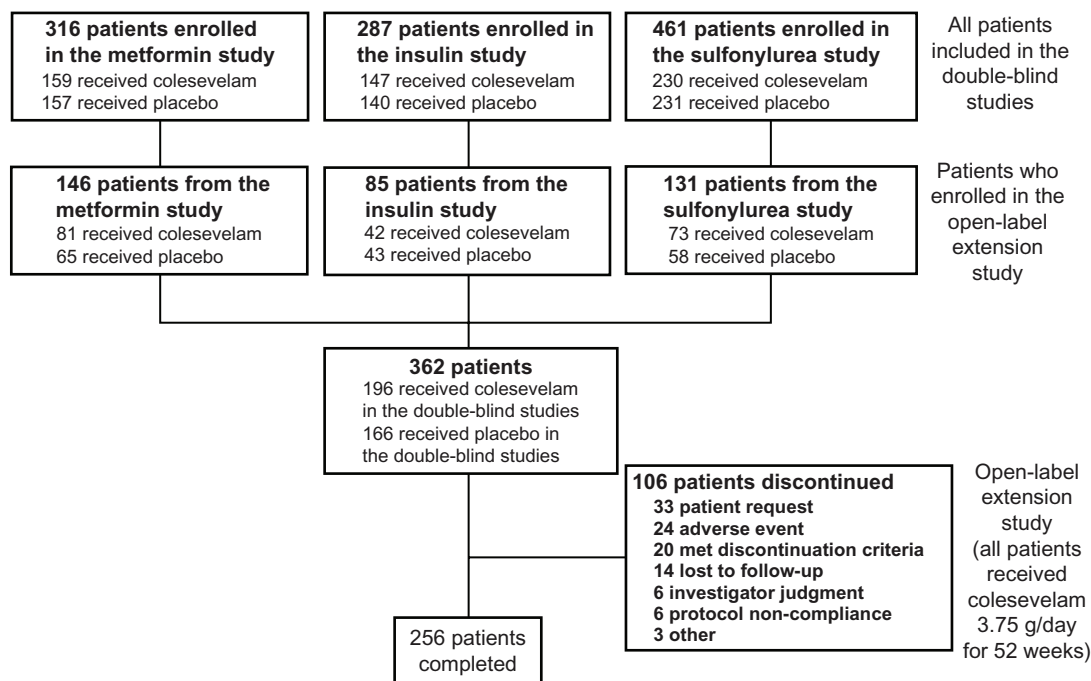 316 patients enrolled
in the metformin study
159 received colesevelam
157 received placebo
287 patients enrolled in
the insulin study
147 received colesevelam
140 received placebo
461 patients enrolled in
the sulfonylurea study
230 received colesevelam
231 received placebo
All patients
included in the
double-blind
studies
146 patients from the
metformin study
81 received colesevelam
65 received placebo
85 patients from the
insulin study
42 received colesevelam
43 received placebo
131 patients from the
sulfonylurea study
73 received colesevelam
58 received placebo
Patients who
enrolled in the
open-label
extension
study
362 patients
196 received colesevelam
in the double-blind studies
166 received placebo in
the double-blind studies
106 patients discontinued
33 patient request
24 adverse event
20 met discontinuation criteria
14 lost to follow-up
6 investigator judgment
6 protocol non-compliance
3 other
Open-label
extension
study
(all patients
received
colesevelam
3.75 g/day
for 52 weeks)
256 patients
completed